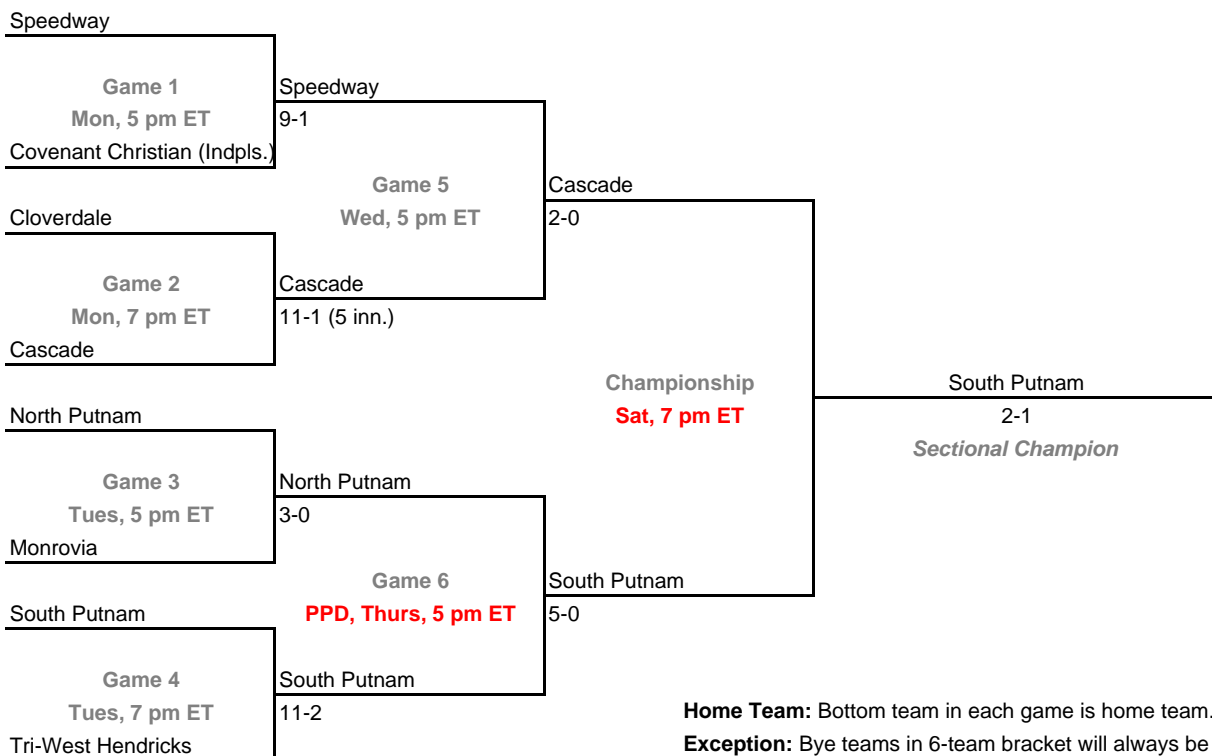 Speedway
Game 1
Mon, 5 pm ET
Covenant Christian (Indpls.)
Speedway
9-1
Cloverdale
Game 2
Mon, 7 pm ET
Cascade
Cascade
11-1 (5 inn.)
Game 5
Wed, 5 pm ET
Cascade
2-0
North Putnam
Game 3
Tues, 5 pm ET
Monrovia
North Putnam
3-0
South Putnam
Game 4
Tues, 7 pm ET
Tri-West Hendricks
South Putnam
11-2
Game 6
PPD, Thurs, 5 pm ET
South Putnam
5-0
Championship
Sat, 7 pm ET
South Putnam
2-1
Sectional Champion
Home Team: Bottom team in each game is home team.
Exception: Bye teams in 6-team bracket will always be